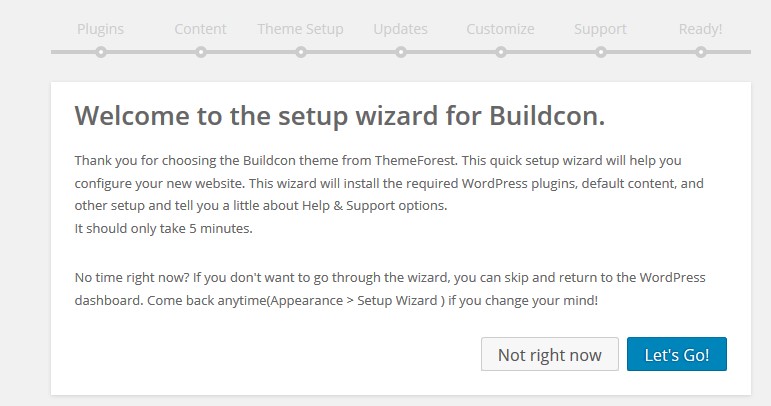 Plugins Content Theme Setup Updates Customize Support Ready!
Welcome to the setup wizard for Buildcon.
Thank you for choosing the Buildcon theme from ThemeForest. This quick setup wizard will help you
configure your new website. This wizard will install the required WordPress plugins, default content, and
other setup and tell you a little about Help & Support options.
It should only take 5 minutes.
No time right now? If you don't want to go through the wizard, you can skip and return to the WordPress
dashboard. Come back anytime(Appearance > Setup Wizard ) if you change your mind!
Not right now Let's Go!